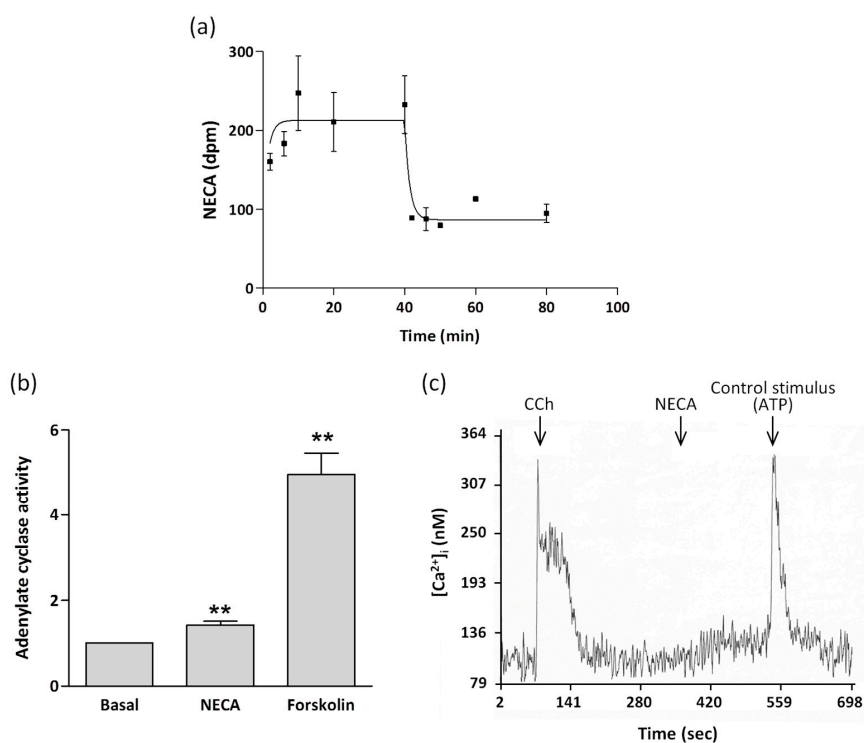 (a)
300
200
100
0
NECA (dpm)
0 20 40 60 80 100
Time (min)
(b)
6
4
2
0
Adenylate cyclase activity
**
**
Basal NECA Forskolin
(c)
CCh NECA Control stimulus
(ATP)
364
307
250
193
136
79
[Ca²⁺]ᵢ (nM)
2 141 280 420 559 698
Time (sec)